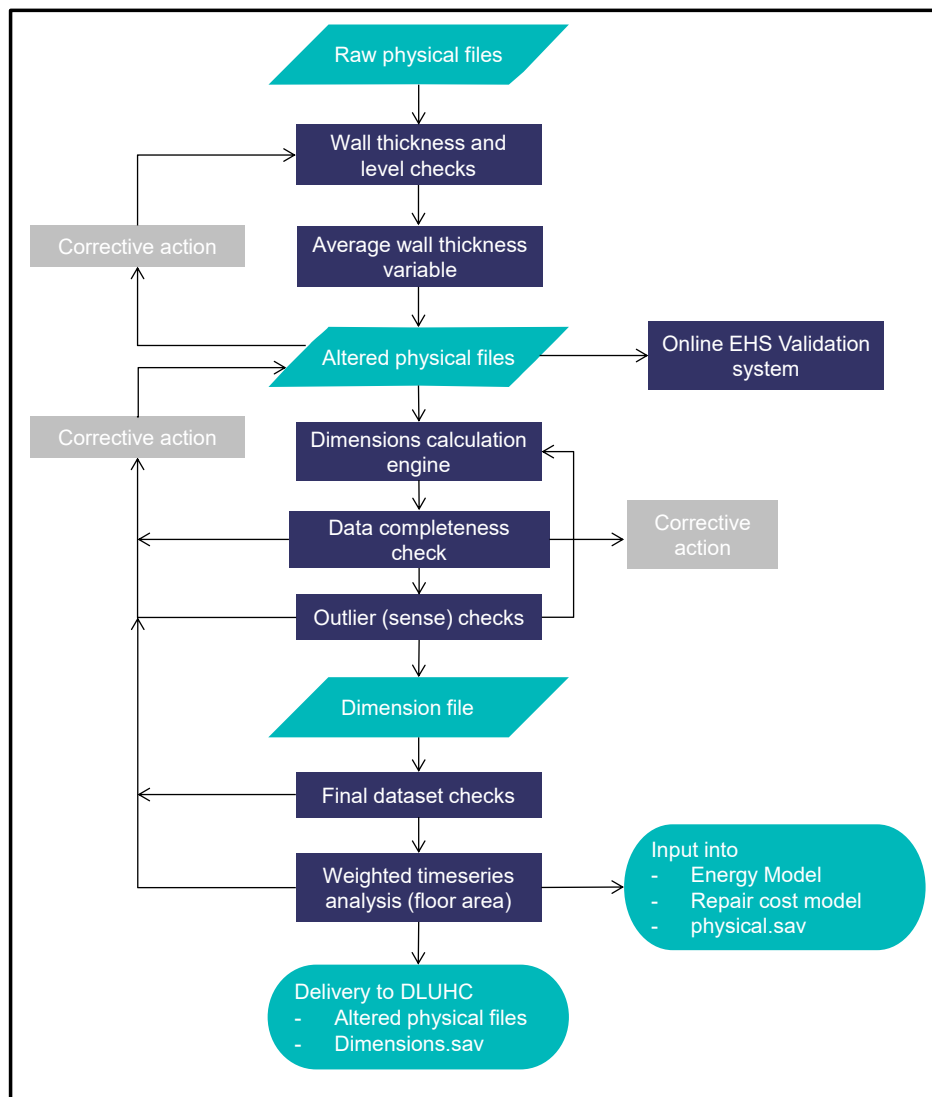 Raw physical files
Wall thickness and
level checks
Corrective action
Average wall thickness
variable
Altered physical files
Online EHS Validation
system
Corrective action
Dimensions calculation
engine
Data completeness
check
Corrective
action
Outlier (sense) checks
Dimension file
Final dataset checks
Weighted timeseries
analysis (floor area)
Input into
- Energy Model
- Repair cost model
- physical.sav
Delivery to DLUHC
- Altered physical files
- Dimensions.sav